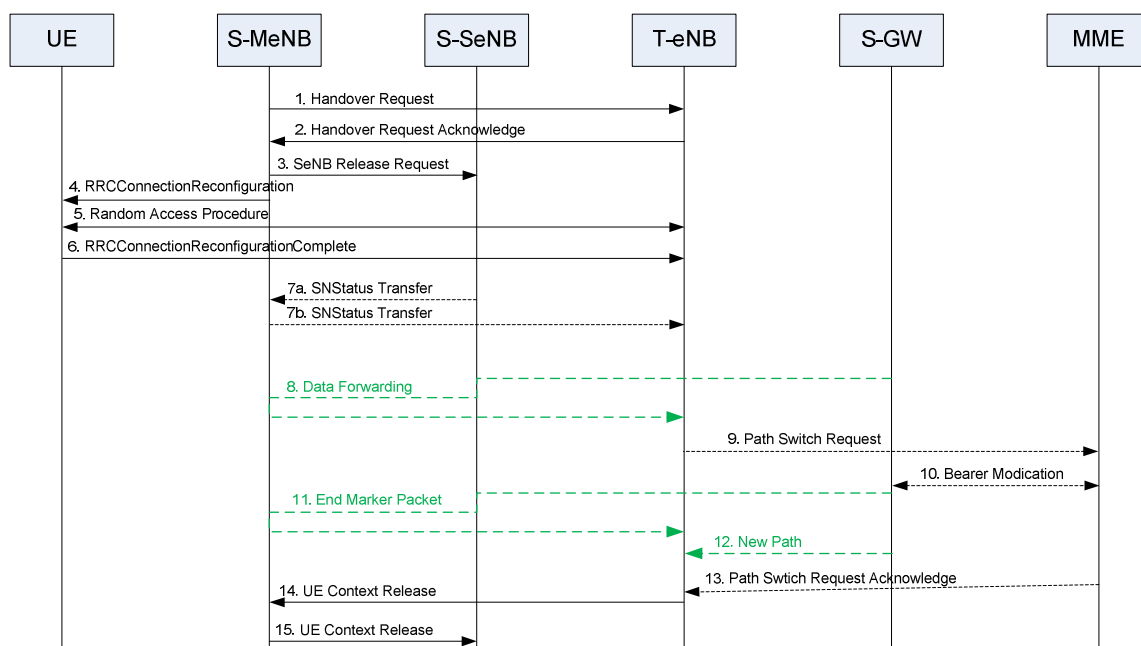 UE
S-MeNB
S-SeNB
T-eNB
S-GW
MME
1. Handover Request
2. Handover Request Acknowledge
3. SeNB Release Request
4. RRCConnectionReconfiguration
5. Random Access Procedure
6. RRCConnectionReconfigurationComplete
7a. SNStatus Transfer
7b. SNStatus Transfer
8. Data Forwarding
9. Path Switch Request
10. Bearer Modication
11. End Marker Packet
12. New Path
13. Path Swtich Request Acknowledge
14. UE Context Release
15. UE Context Release